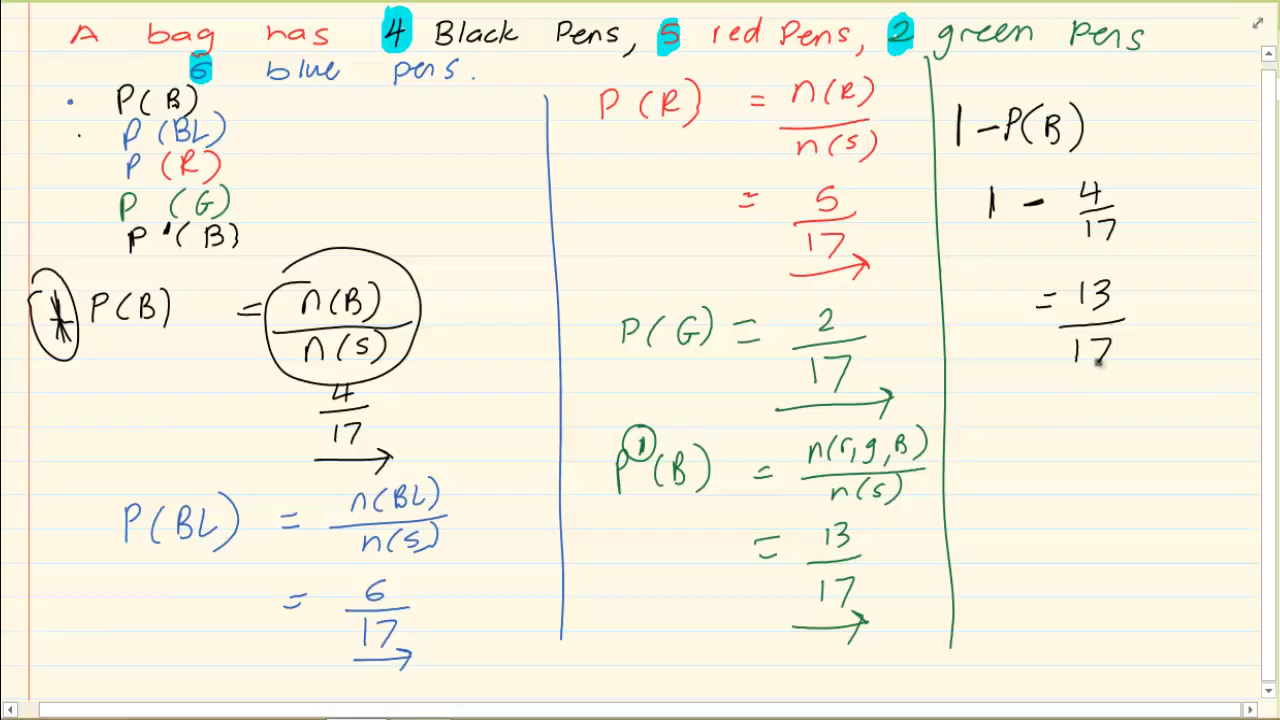 A bag has 4 Black Pens, 5 red Pens, 2 green Pens
6 blue pens.
P(B)
P(BL)
P(R)
P(G)
P'(B)
* P(B) = n(B)/n(S)
4/17
P(BL) = n(BL)/n(S)
= 6/17
P(R) = n(R)/n(S)
= 5/17
P(G) = 2/17
P'(B) = n(r,g,B)/n(S)
= 13/17
1-P(B)
1 - 4/17
= 13/17